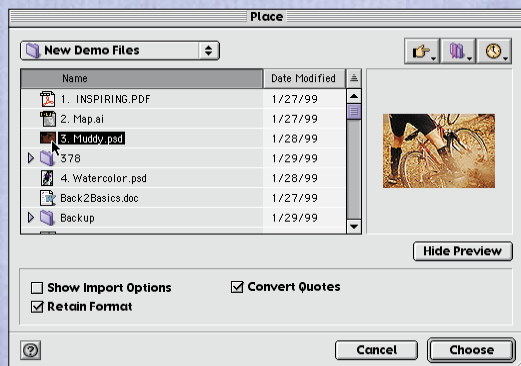 Place
New Demo Files
Name Date Modified
1. INSPIRING.PDF 1/27/99
2. Map.ai 1/27/99
3. Muddy.psd 1/28/99
378 1/29/99
4. Watercolor.psd 1/28/99
Back2Basics.doc 1/27/99
Backup 1/29/99
Hide Preview
Show Import Options Convert Quotes
Retain Format
? Cancel Choose